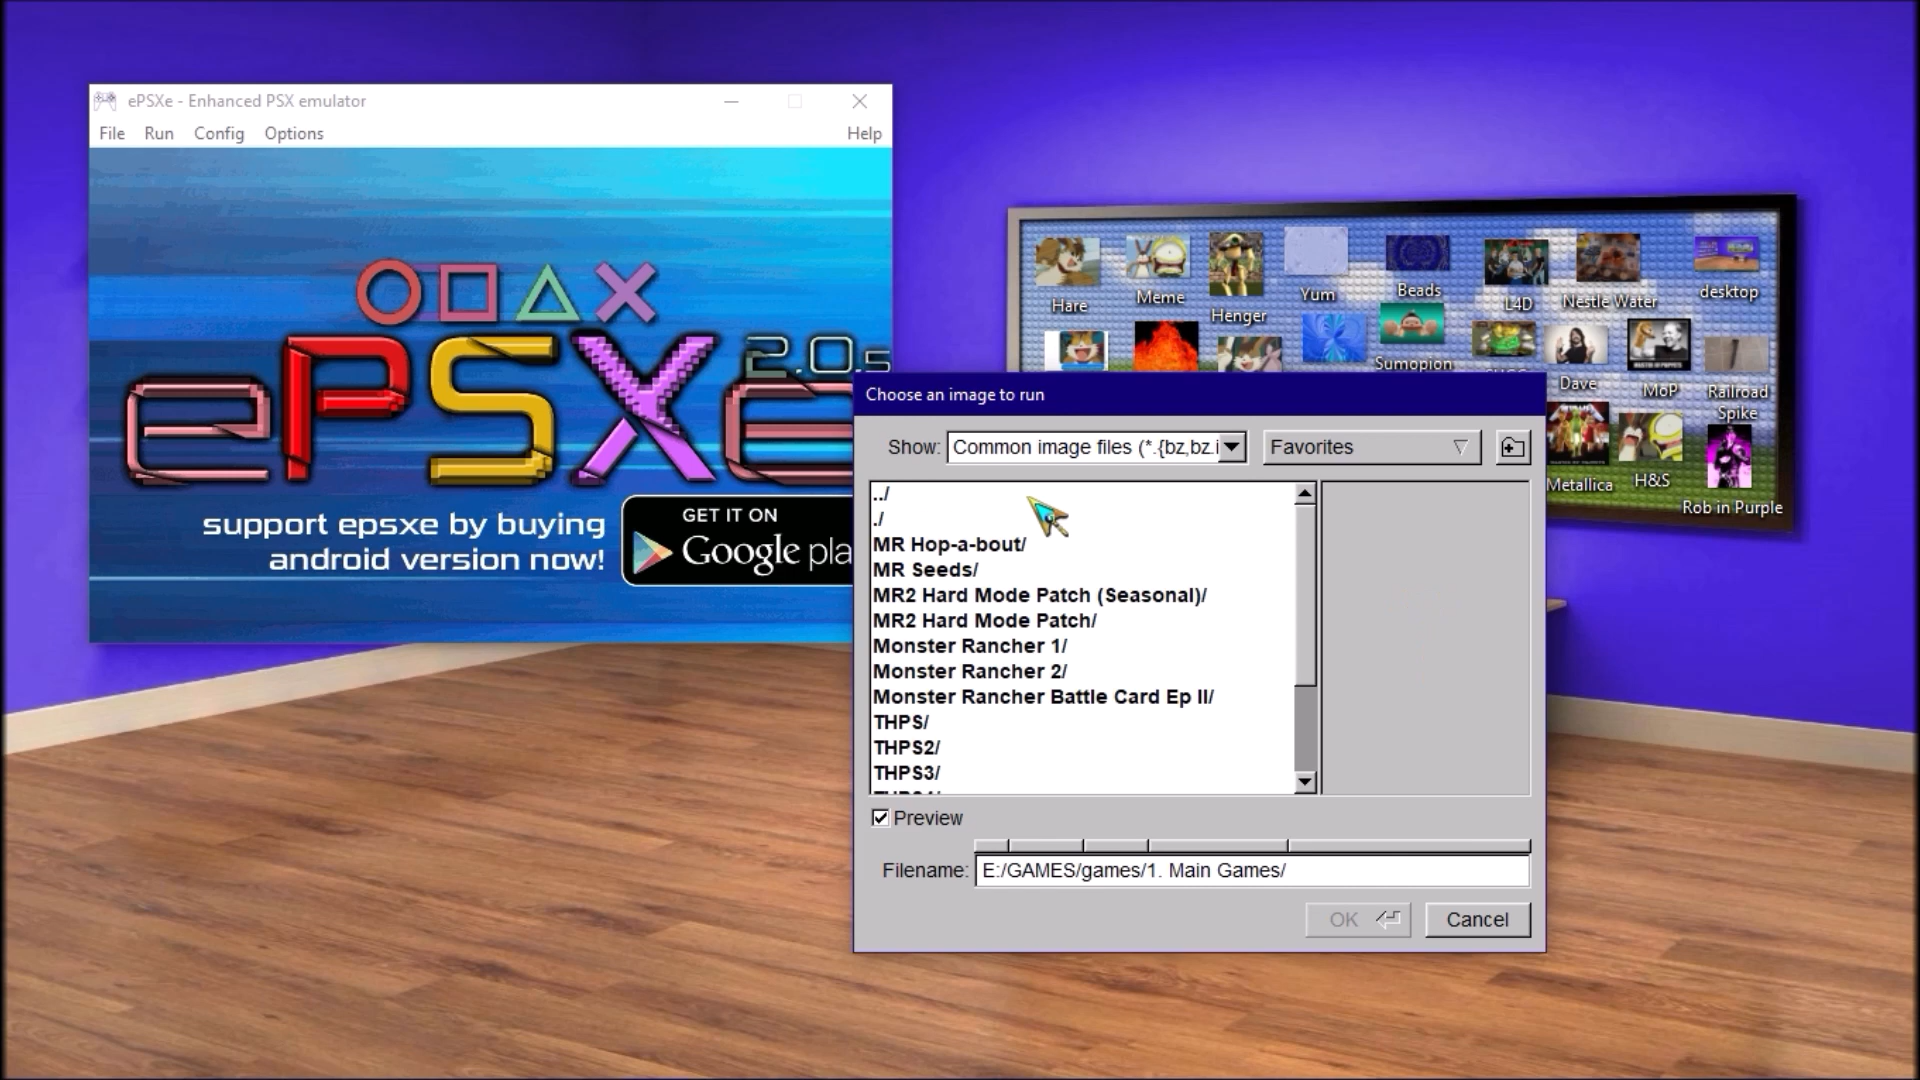 ePSXe - Enhanced PSX emulator
File Run Config Options Help
ePSXe 2.0.5
support epsxe by buying
android version now!
GET IT ON
Google pla
Hare
Meme
Henger
Yum
Beads
L4D
Nestle Water
desktop
Sumopion
Dave
MoP
Railroad
Spike
Metallica
H&S
Rob in Purple
Choose an image to run
Show: Common image files (*.{bz,bz.i Favorites
../
./
MR Hop-a-bout/
MR Seeds/
MR2 Hard Mode Patch (Seasonal)/
MR2 Hard Mode Patch/
Monster Rancher 1/
Monster Rancher 2/
Monster Rancher Battle Card Ep II/
THPS/
THPS2/
THPS3/
Preview
Filename: E:/GAMES/games/1. Main Games/
OK Cancel